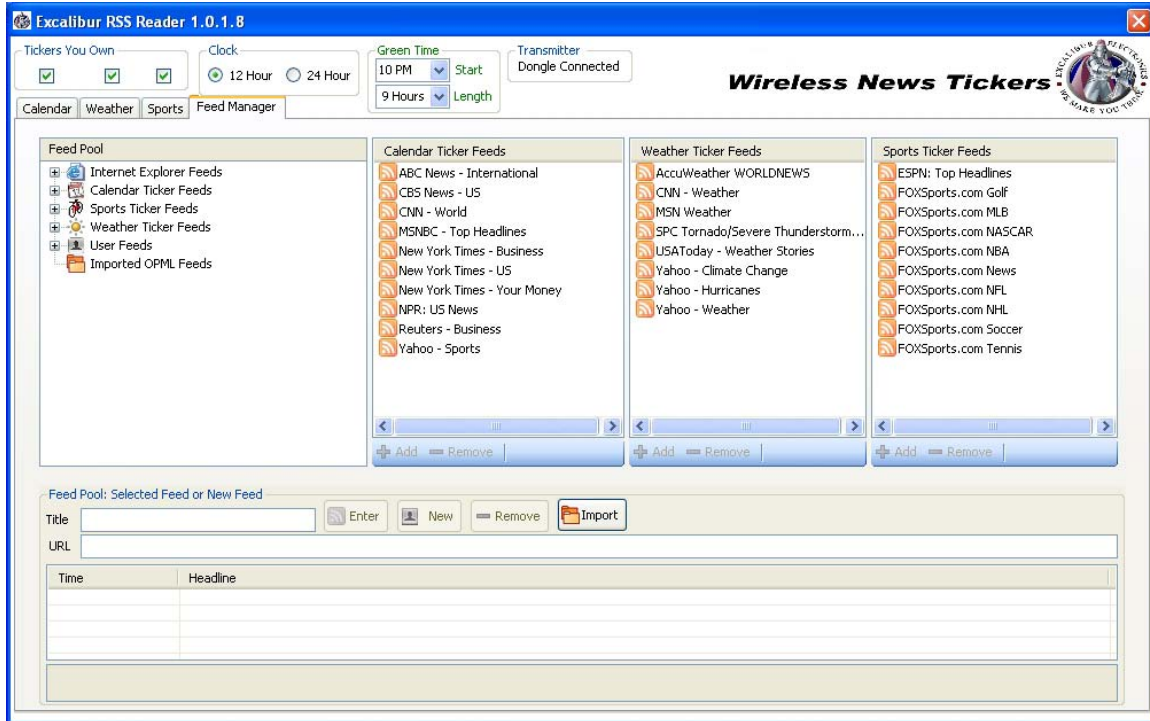 Excalibur RSS Reader 1.0.1.8
Tickers You Own
Clock
12 Hour
24 Hour
Green Time
10 PM
Start
9 Hours
Length
Transmitter
Dongle Connected
Wireless News Tickers
EXCALIBUR ELECTRONICS
WE MAKE YOU THINK
Calendar
Weather
Sports
Feed Manager
Feed Pool
Internet Explorer Feeds
Calendar Ticker Feeds
Sports Ticker Feeds
Weather Ticker Feeds
User Feeds
Imported OPML Feeds
Calendar Ticker Feeds
ABC News - International
CBS News - US
CNN - World
MSNBC - Top Headlines
New York Times - Business
New York Times - US
New York Times - Your Money
NPR: US News
Reuters - Business
Yahoo - Sports
Add
Remove
Weather Ticker Feeds
AccuWeather WORLDNEWS
CNN - Weather
MSN Weather
SPC Tornado/Severe Thunderstorm...
USAToday - Weather Stories
Yahoo - Climate Change
Yahoo - Hurricanes
Yahoo - Weather
Add
Remove
Sports Ticker Feeds
ESPN: Top Headlines
FOXSports.com Golf
FOXSports.com MLB
FOXSports.com NASCAR
FOXSports.com NBA
FOXSports.com News
FOXSports.com NFL
FOXSports.com NHL
FOXSports.com Soccer
FOXSports.com Tennis
Add
Remove
Feed Pool: Selected Feed or New Feed
Title
Enter
New
Remove
Import
URL
Time
Headline